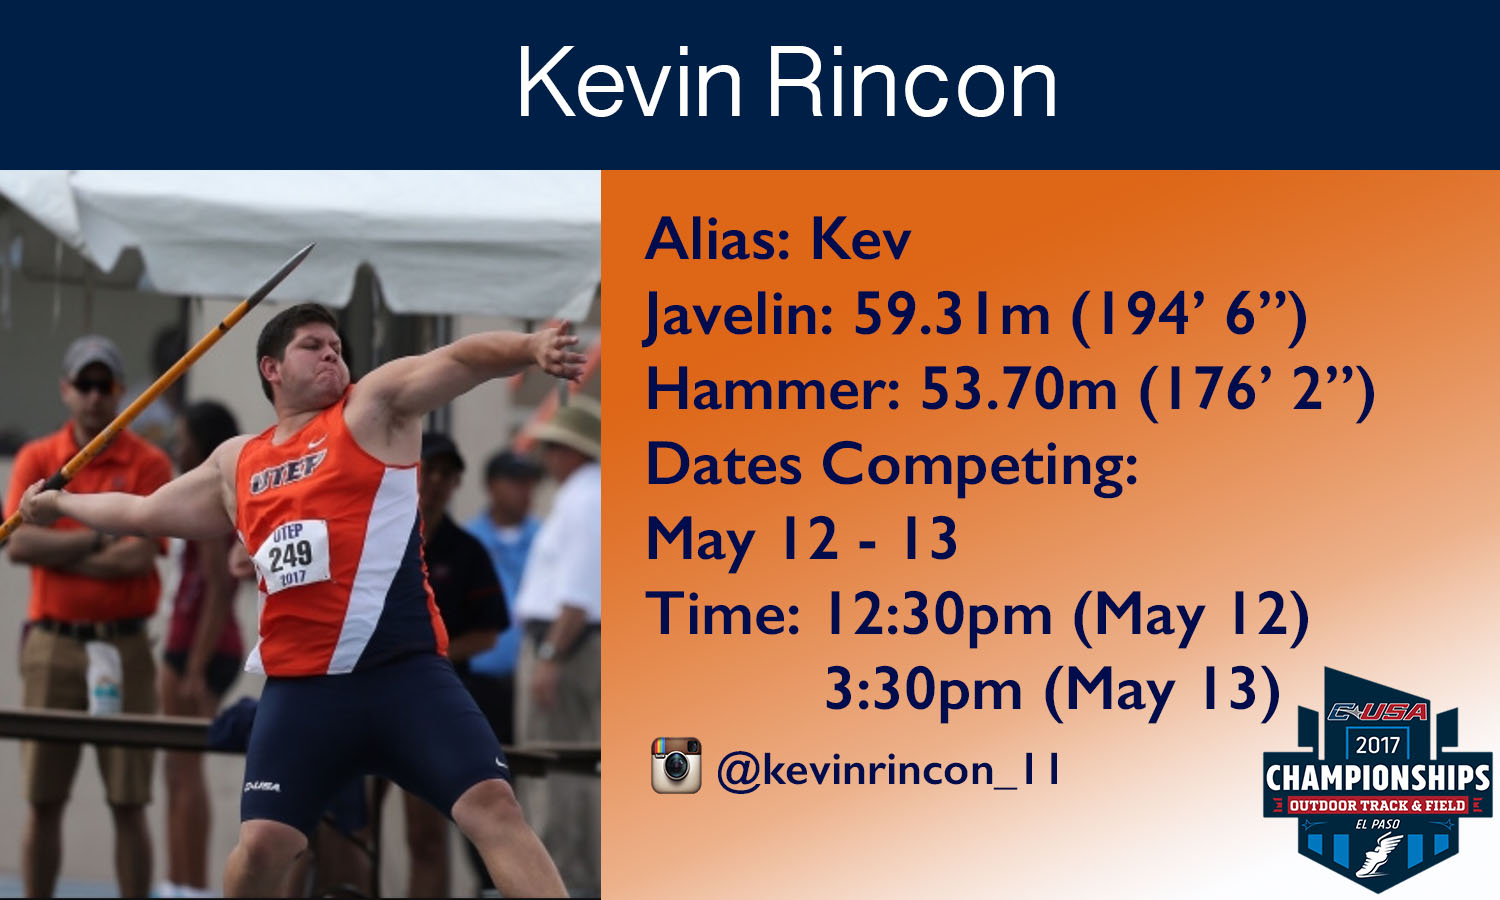 Kevin Rincon
Alias: Kev
Javelin: 59.31m (194’ 6”)
Hammer: 53.70m (176’ 2”)
Dates Competing:
May 12 - 13
Time: 12:30pm (May 12)
3:30pm (May 13)
@kevinrincon_11
UTEP
UTEP
249
2017
C-USA
C-USA
2017
CHAMPIONSHIPS
OUTDOOR TRACK & FIELD
EL PASO